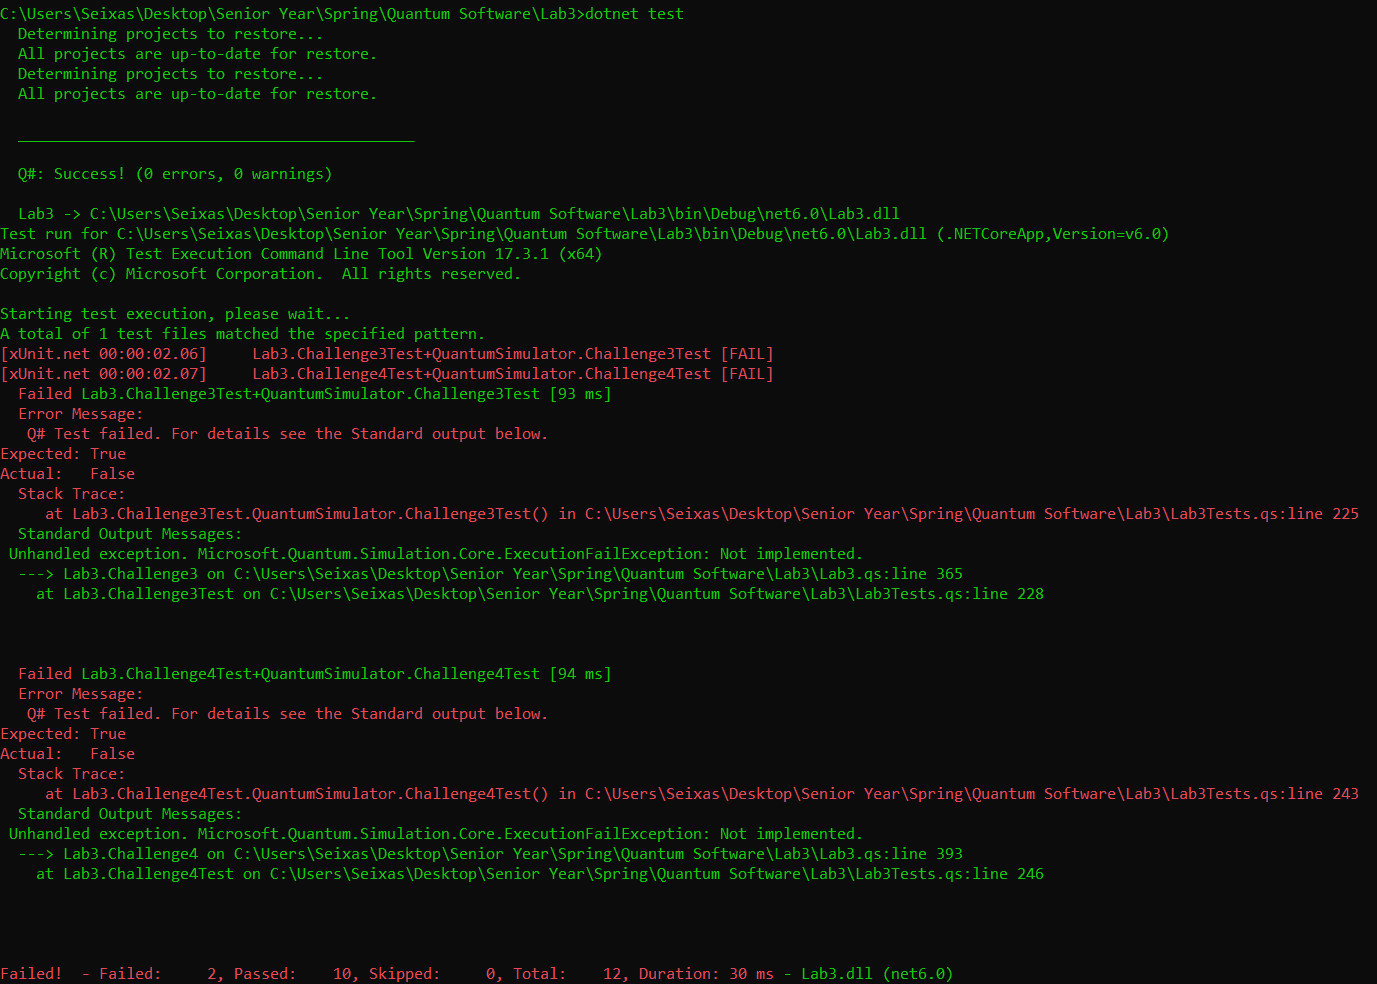 C:\Users\Seixas\Desktop\Senior Year\Spring\Quantum Software\Lab3>dotnet test
  Determining projects to restore...
  All projects are up-to-date for restore.
  Determining projects to restore...
  All projects are up-to-date for restore.
  ____________________________________________
  Q#: Success! (0 errors, 0 warnings)
  Lab3 -> C:\Users\Seixas\Desktop\Senior Year\Spring\Quantum Software\Lab3\bin\Debug\net6.0\Lab3.dll
Test run for C:\Users\Seixas\Desktop\Senior Year\Spring\Quantum Software\Lab3\bin\Debug\net6.0\Lab3.dll (.NETCoreApp,Version=v6.0)
Microsoft (R) Test Execution Command Line Tool Version 17.3.1 (x64)
Copyright (c) Microsoft Corporation.  All rights reserved.
Starting test execution, please wait...
A total of 1 test files matched the specified pattern.
[xUnit.net 00:00:02.06]     Lab3.Challenge3Test+QuantumSimulator.Challenge3Test [FAIL]
[xUnit.net 00:00:02.07]     Lab3.Challenge4Test+QuantumSimulator.Challenge4Test [FAIL]
  Failed Lab3.Challenge3Test+QuantumSimulator.Challenge3Test [93 ms]
  Error Message:
   Q# Test failed. For details see the Standard output below.
Expected: True
Actual:   False
  Stack Trace:
     at Lab3.Challenge3Test.QuantumSimulator.Challenge3Test() in C:\Users\Seixas\Desktop\Senior Year\Spring\Quantum Software\Lab3\Lab3Tests.qs:line 225
  Standard Output Messages:
 Unhandled exception. Microsoft.Quantum.Simulation.Core.ExecutionFailException: Not implemented.
  ---> Lab3.Challenge3 on C:\Users\Seixas\Desktop\Senior Year\Spring\Quantum Software\Lab3\Lab3.qs:line 365
    at Lab3.Challenge3Test on C:\Users\Seixas\Desktop\Senior Year\Spring\Quantum Software\Lab3\Lab3Tests.qs:line 228
  Failed Lab3.Challenge4Test+QuantumSimulator.Challenge4Test [94 ms]
  Error Message:
   Q# Test failed. For details see the Standard output below.
Expected: True
Actual:   False
  Stack Trace:
     at Lab3.Challenge4Test.QuantumSimulator.Challenge4Test() in C:\Users\Seixas\Desktop\Senior Year\Spring\Quantum Software\Lab3\Lab3Tests.qs:line 243
  Standard Output Messages:
 Unhandled exception. Microsoft.Quantum.Simulation.Core.ExecutionFailException: Not implemented.
  ---> Lab3.Challenge4 on C:\Users\Seixas\Desktop\Senior Year\Spring\Quantum Software\Lab3\Lab3.qs:line 393
    at Lab3.Challenge4Test on C:\Users\Seixas\Desktop\Senior Year\Spring\Quantum Software\Lab3\Lab3Tests.qs:line 246
Failed!  - Failed:     2, Passed:    10, Skipped:     0, Total:    12, Duration: 30 ms - Lab3.dll (net6.0)